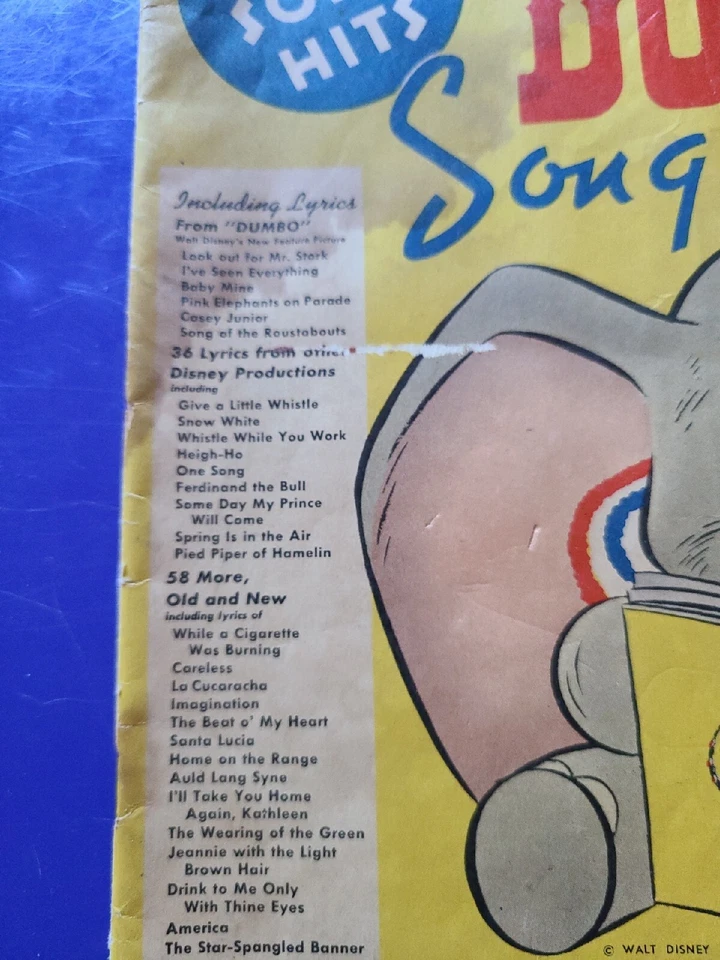 HITS
DU
Song
Including Lyrics
From "DUMBO"
Walt Disney's New Feature Picture
Look out for Mr. Stork
I've Seen Everything
Baby Mine
Pink Elephants on Parade
Casey Junior
Song of the Roustabouts
36 Lyrics from other
Disney Productions
including
Give a Little Whistle
Snow White
Whistle While You Work
Heigh-Ho
One Song
Ferdinand the Bull
Some Day My Prince
Will Come
Spring Is in the Air
Pied Piper of Hamelin
58 More,
Old and New
including lyrics of
While a Cigarette
Was Burning
Careless
La Cucaracha
Imagination
The Beat o' My Heart
Santa Lucia
Home on the Range
Auld Lang Syne
I'll Take You Home
Again, Kathleen
The Wearing of the Green
Jeannie with the Light
Brown Hair
Drink to Me Only
With Thine Eyes
America
The Star-Spangled Banner
© WALT DISNEY